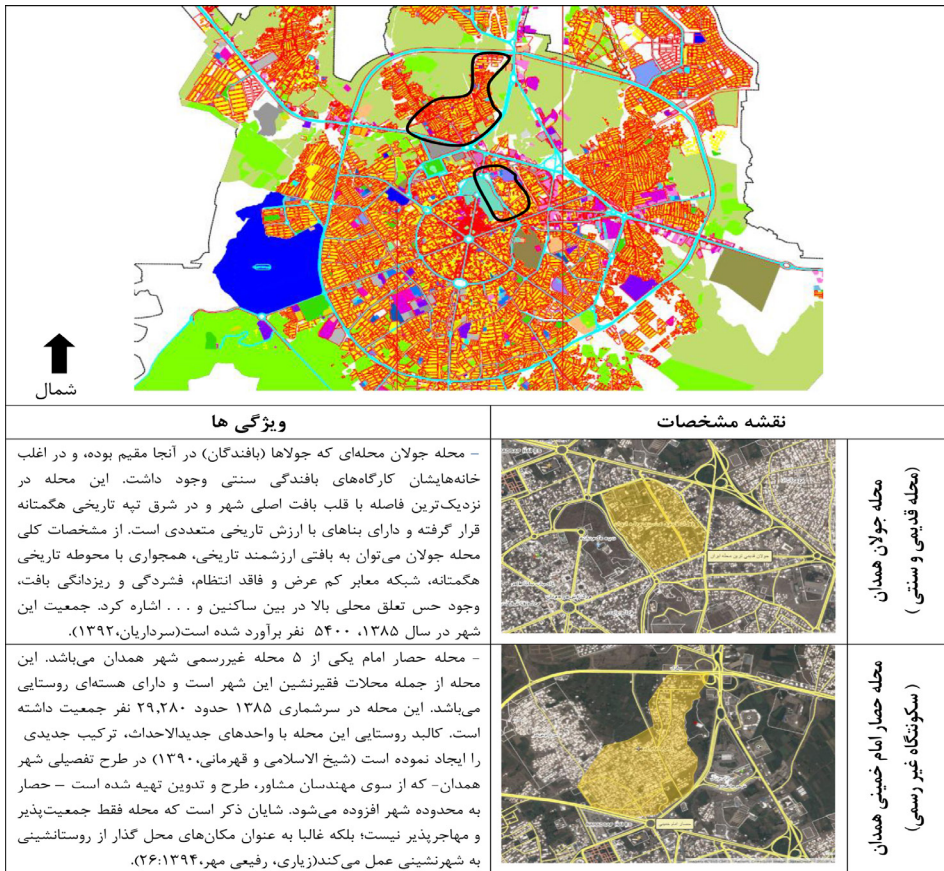 شمال
نقشه مشخصات
ویژگی ها
محله جولان همدان
(محله قدیمی و سنتی )
جولان قدیمی ترین محله ایران
– محله جولان محله‌ای که جولاها (بافندگان) در آنجا مقیم بوده، و در اغلب
خانه‌هایشان کارگاه‌های بافندگی سنتی وجود داشت. این محله در
نزدیک‌ترین فاصله با قلب بافت اصلی شهر و در شرق تپه تاریخی هگمتانه
قرار گرفته و دارای بناهای با ارزش تاریخی متعددی است. از مشخصات کلی
محله جولان می‌توان به بافتی ارزشمند تاریخی، همجواری با محوطه تاریخی
هگمتانه، شبکه معابر کم عرض و فاقد انتظام، فشردگی و ریزدانگی بافت،
وجود حس تعلق محلی بالا در بین ساکنین و . . . اشاره کرد. جمعیت این
شهر در سال ۱۳۸۵، ۵۴۰۰ نفر برآورد شده است(سرداریان،۱۳۹۲).
محله حصار امام خمینی همدان
(سکونتگاه غیر رسمی)
حصار امام خمینی
– محله حصار امام یکی از ۵ محله غیررسمی شهر همدان می‌باشد. این
محله از جمله محلات فقیرنشین این شهر است و دارای هسته‌ای روستایی
می‌باشد. این محله در سرشماری ۱۳۸۵ حدود ۲۹,۲۸۰ نفر جمعیت داشته
است. کالبد روستایی این محله با واحدهای جدیدالاحداث، ترکیب جدیدی
را ایجاد نموده است (شیخ الاسلامی و قهرمانی،۱۳۹۰) در طرح تفصیلی شهر
همدان- که از سوی مهندسان مشاور، طرح و تدوین تهیه شده است – حصار
به محدوده شهر افزوده می‌شود. شایان ذکر است که محله فقط جمعیت‌پذیر
و مهاجرپذیر نیست؛ بلکه غالبا به عنوان مکان‌های محل گذار از روستانشینی
به شهرنشینی عمل می‌کند(زیاری، رفیعی مهر،۲۶:۱۳۹۴).